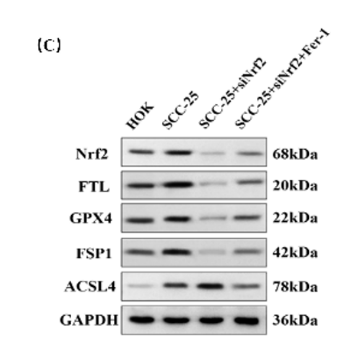 (C)
HOK SCC-25 SCC-25+siNrf2 SCC-25+siNrf2+Fer-1
Nrf2 68kDa
FTL 20kDa
GPX4 22kDa
FSP1 42kDa
ACSL4 78kDa
GAPDH 36kDa